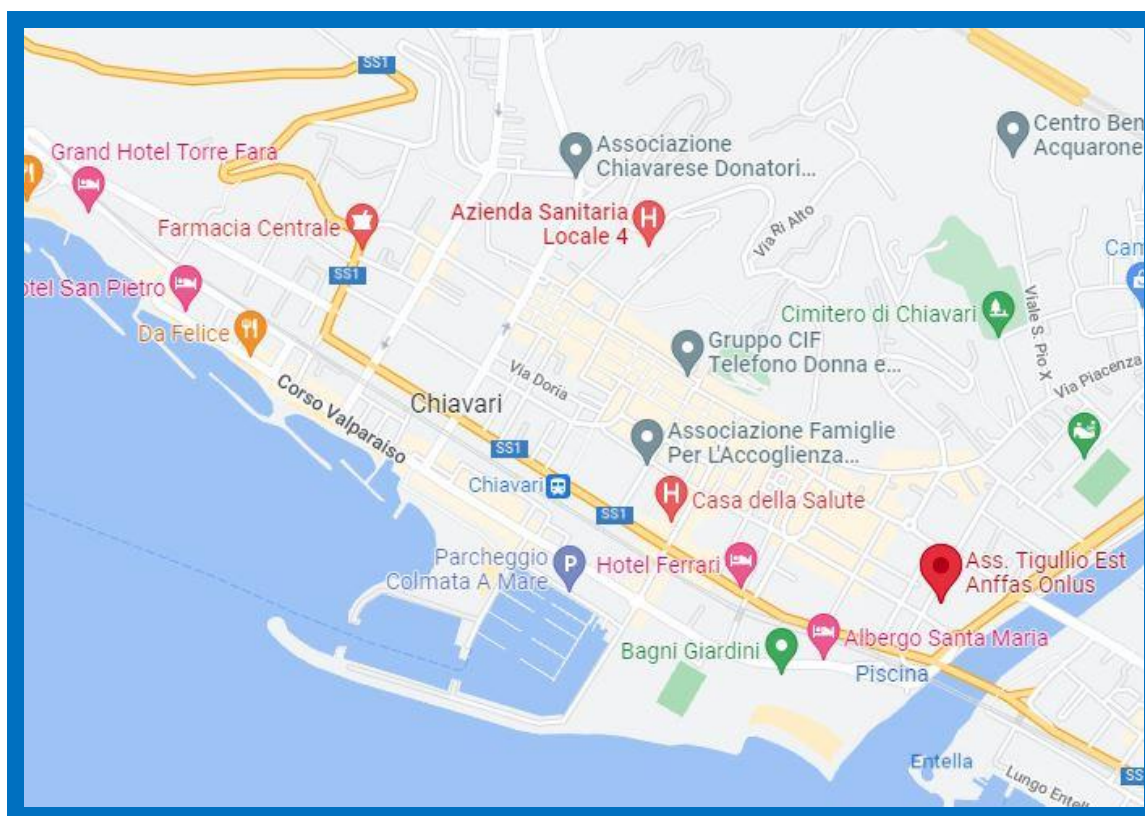 SS1
Grand Hotel Torre Fara
Associazione
Chiavarese Donatori...
Centro Ben
Acquarone
Azienda Sanitaria
Locale 4
H
Farmacia Centrale
Via Ri Alto
SS1
otel San Pietro
Can
Da Felice
Cimitero di Chiavari
Viale S. Pio X
Gruppo CIF
Telefono Donna e...
Via Doria
Via Piacenza
Corso Valparaiso
Chiavari
Associazione Famiglie
Per L'Accoglienza...
SS1
Chiavari
H
Casa della Salute
SS1
Parcheggio
Colmata A Mare
P
Hotel Ferrari
Ass. Tigullio Est
Anffas Onlus
Bagni Giardini
Albergo Santa Maria
Piscina
Entella
Lungo Entell
SS